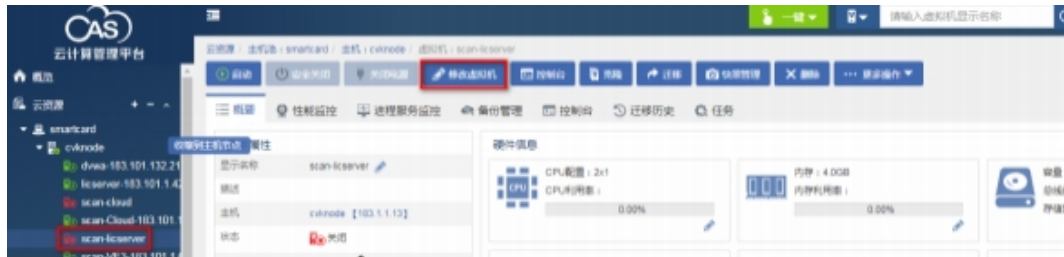 CAS
云计算管理平台
一键
请输入虚拟机显示名称
云资源 / 主机池：smartcard / 主机：cvknode / 虚拟机：scan-licserver
启动 安全关闭 关闭电源 修改虚拟机 控制台 克隆 迁移 快照管理 删除 更多操作
概览
云资源 + - ^
概要 性能监控 进程服务监控 备份管理 控制台 迁移历史 任务
smartcard
cvknode
收缩到主机节点
属性
硬件信息
dvwa-183.101.132.21
licserver-183.101.1.42
scan-cloud
scan-Cloud-183.101.1
scan-licserver
显示名称 scan-licserver
描述
主机 cvknode 【183.1.1.13】
状态 关闭
CPU
CPU配置：2x1
CPU利用率：
0.00%
内存：4.0GB
内存利用率：
0.00%
容量